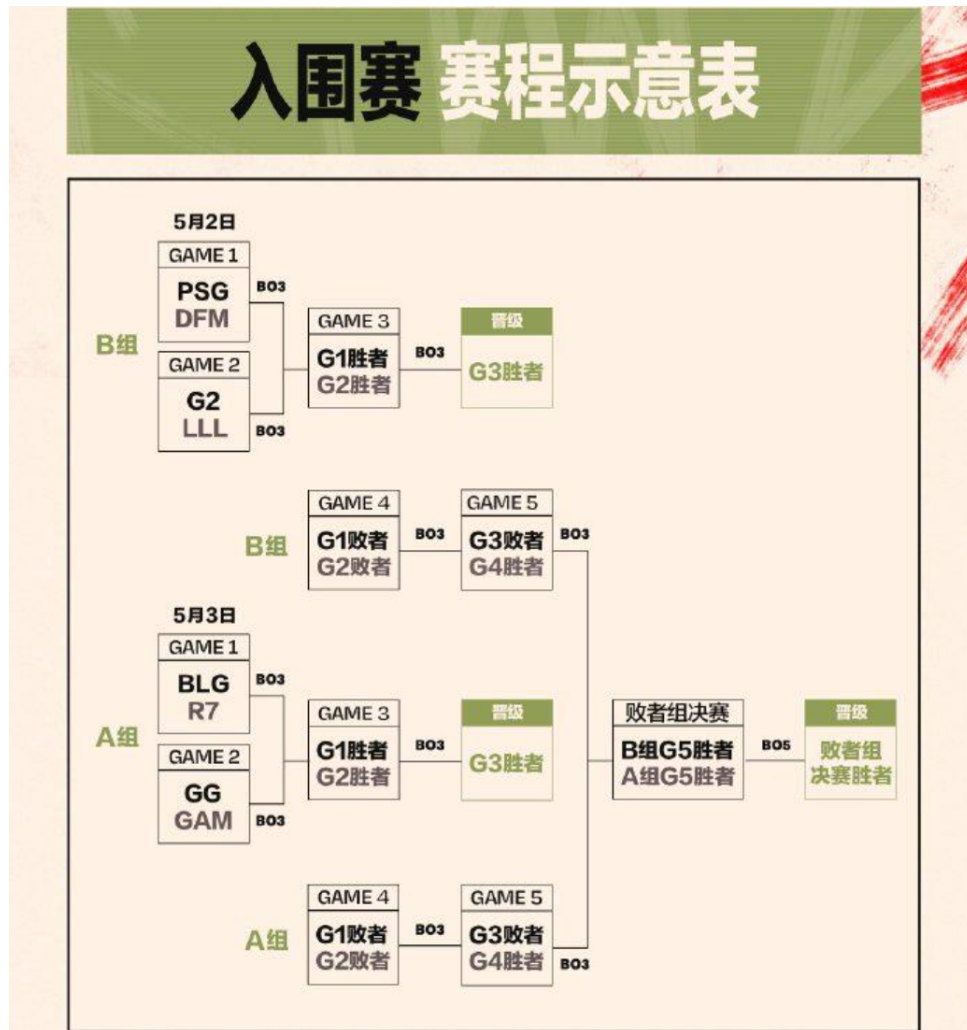 入围赛 赛程示意表
5月2日
GAME 1
PSG
DFM
BO3
B组
GAME 2
G2
LLL
BO3
GAME 3
G1胜者
G2胜者
BO3
晋级
G3胜者
B组
GAME 4
G1败者
G2败者
BO3
GAME 5
G3败者
G4胜者
BO3
5月3日
GAME 1
BLG
R7
BO3
A组
GAME 2
GG
GAM
BO3
GAME 3
G1胜者
G2胜者
BO3
晋级
G3胜者
败者组决赛
B组G5胜者
A组G5胜者
BO5
晋级
败者组
决赛胜者
A组
GAME 4
G1败者
G2败者
BO3
GAME 5
G3败者
G4胜者
BO3